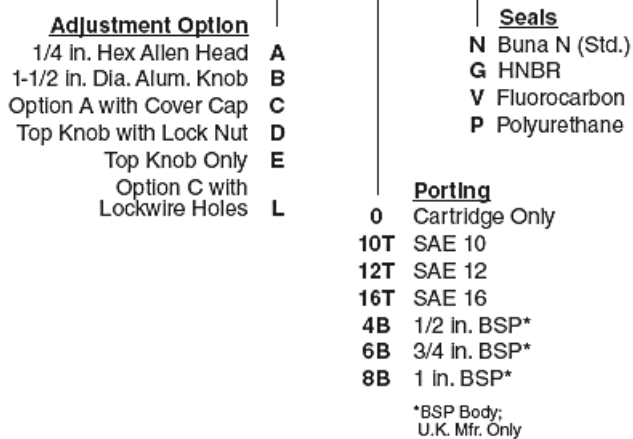 Adjustment Option
1/4 in. Hex Allen Head A
1-1/2 in. Dia. Alum. Knob B
Option A with Cover Cap C
Top Knob with Lock Nut D
Top Knob Only E
Option C with
Lockwire Holes L
Seals
N Buna N (Std.)
G HNBR
V Fluorocarbon
P Polyurethane
Porting
0 Cartridge Only
10T SAE 10
12T SAE 12
16T SAE 16
4B 1/2 in. BSP*
6B 3/4 in. BSP*
8B 1 in. BSP*
*BSP Body;
U.K. Mfr. Only